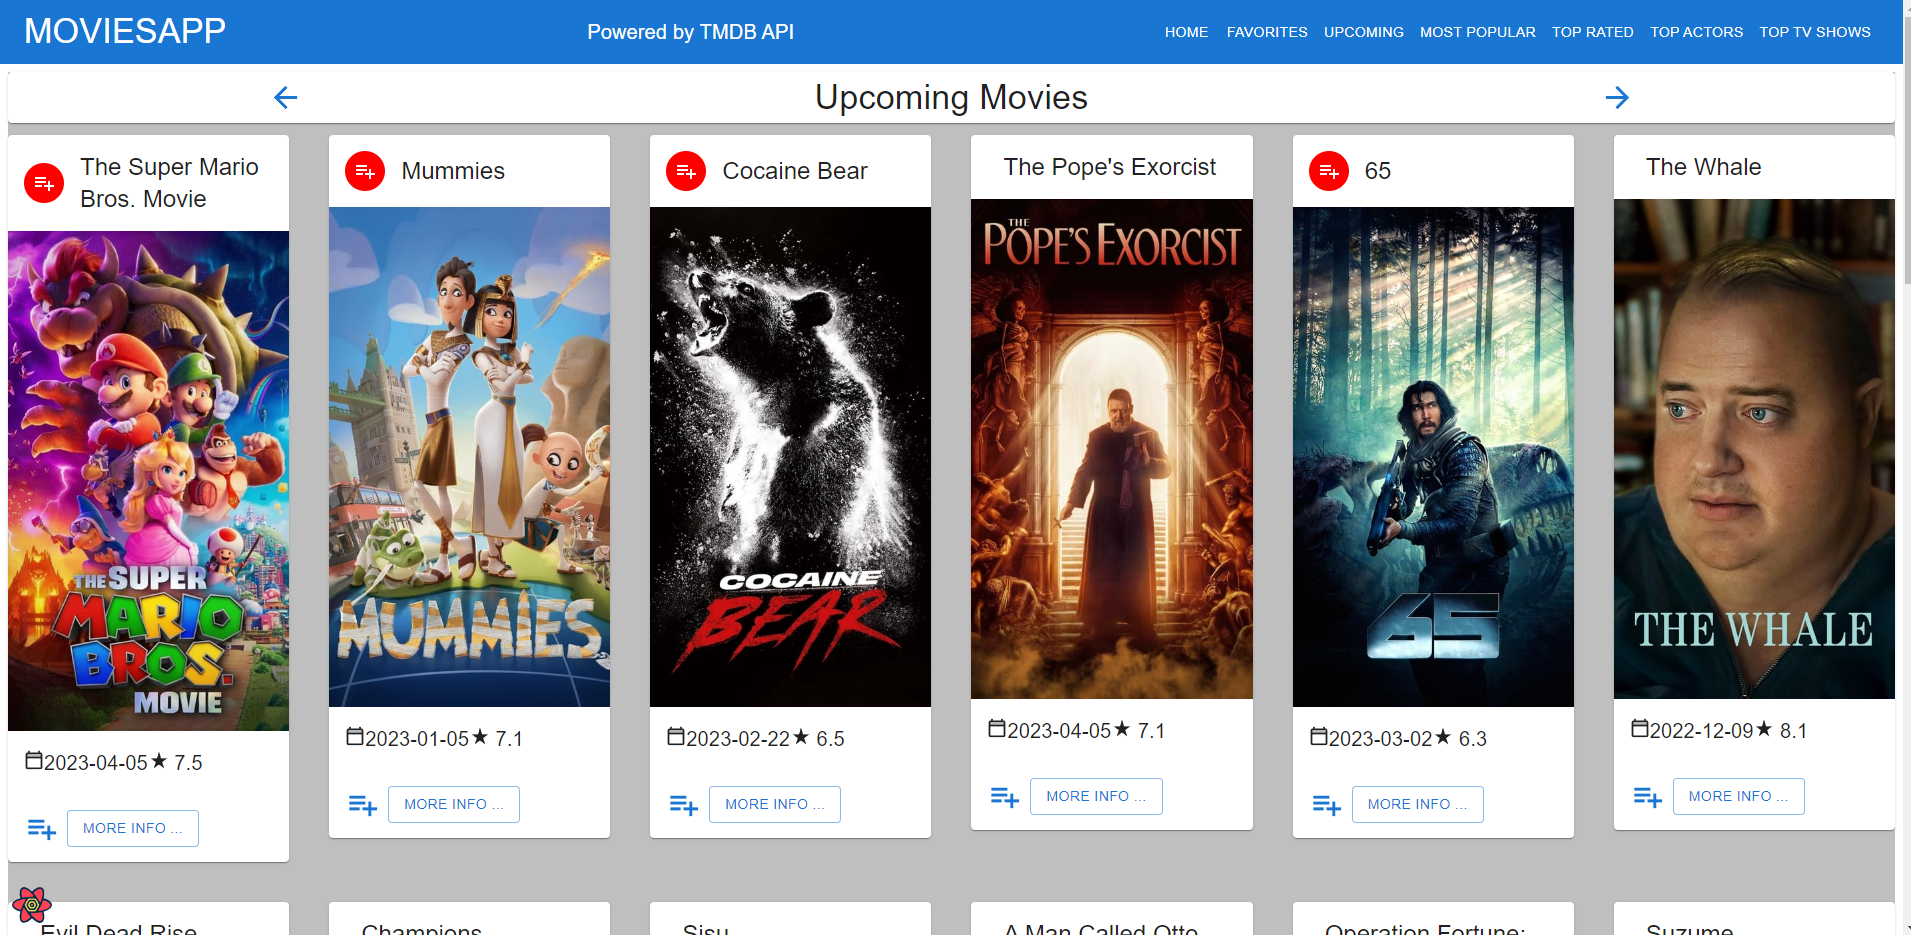 MOVIESAPP
Powered by TMDB API
HOME FAVORITES UPCOMING MOST POPULAR TOP RATED TOP ACTORS TOP TV SHOWS
Upcoming Movies
The Super Mario
Bros. Movie
THE SUPER
MARIO
BROS.
MOVIE
2023-04-05 ★ 7.5
MORE INFO ...
Mummies
MUMMIES
2023-01-05 ★ 7.1
MORE INFO ...
Cocaine Bear
COCAINE
BEAR
2023-02-22 ★ 6.5
MORE INFO ...
The Pope's Exorcist
THE
POPE'S EXORCIST
2023-04-05 ★ 7.1
MORE INFO ...
65
65
2023-03-02 ★ 6.3
MORE INFO ...
The Whale
THE WHALE
2022-12-09 ★ 8.1
MORE INFO ...
Evil Dead Rise
Champions
Sisu
A Man Called Otto
Operation Fortune:
Suzume